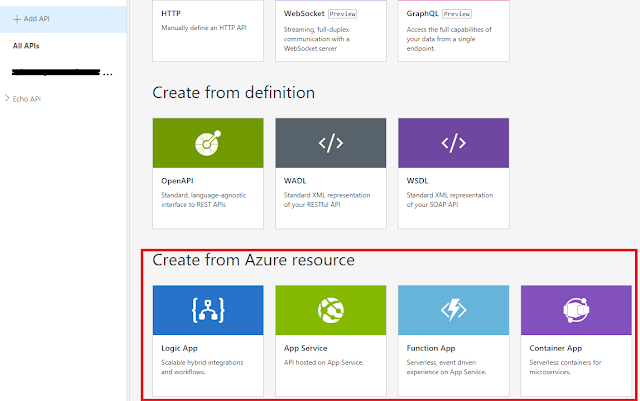 + Add API
All APIs
...
Echo API
HTTP
Manually define an HTTP API
WebSocket Preview
Streaming, full-duplex
communication with a
WebSocket server
GraphQL Preview
Access the full capabilities of
your data from a single
endpoint.
Create from definition
OpenAPI
Standard, language-agnostic
interface to REST APIs
</>
WADL
Standard XML representation
of your RESTful API
</>
WSDL
Standard XML representation
of your SOAP API
Create from Azure resource
Logic App
Scalable hybrid integrations
and workflows.
App Service
API hosted on App Service.
Function App
Serverless, event driven
experience on App Service.
Container App
Serverless containers for
microservices.